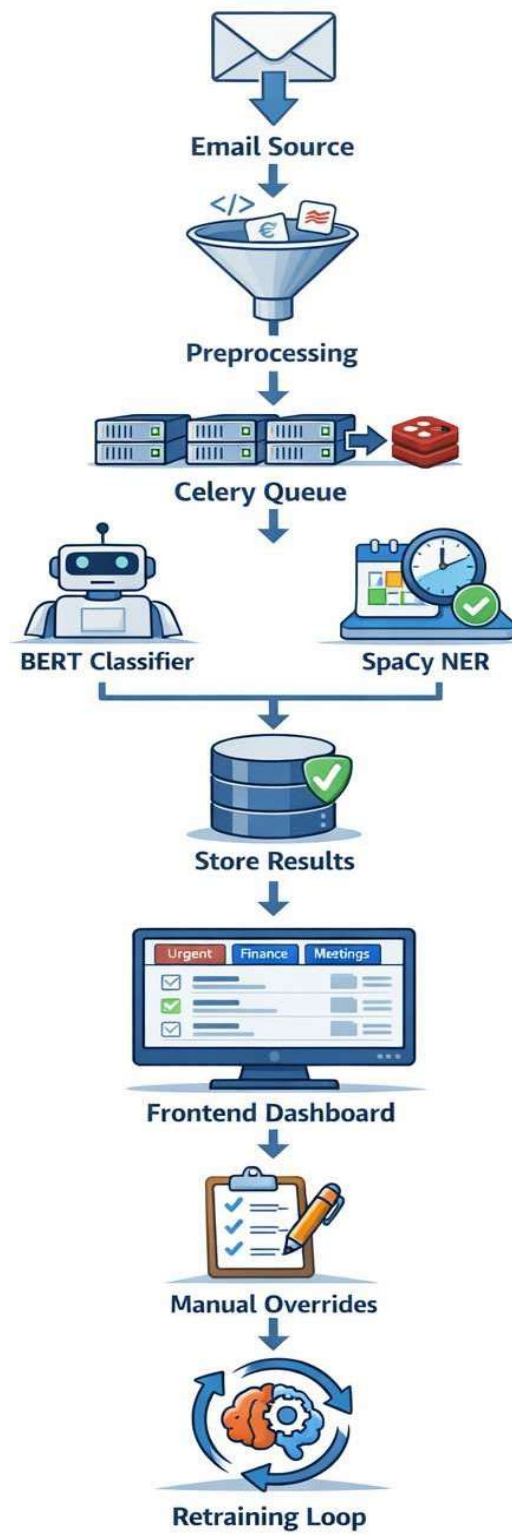 Email Source
</>
€
Preprocessing
Celery Queue
BERT Classifier
SpaCy NER
Store Results
Urgent
Finance
Meetings
Frontend Dashboard
Manual Overrides
Retraining Loop